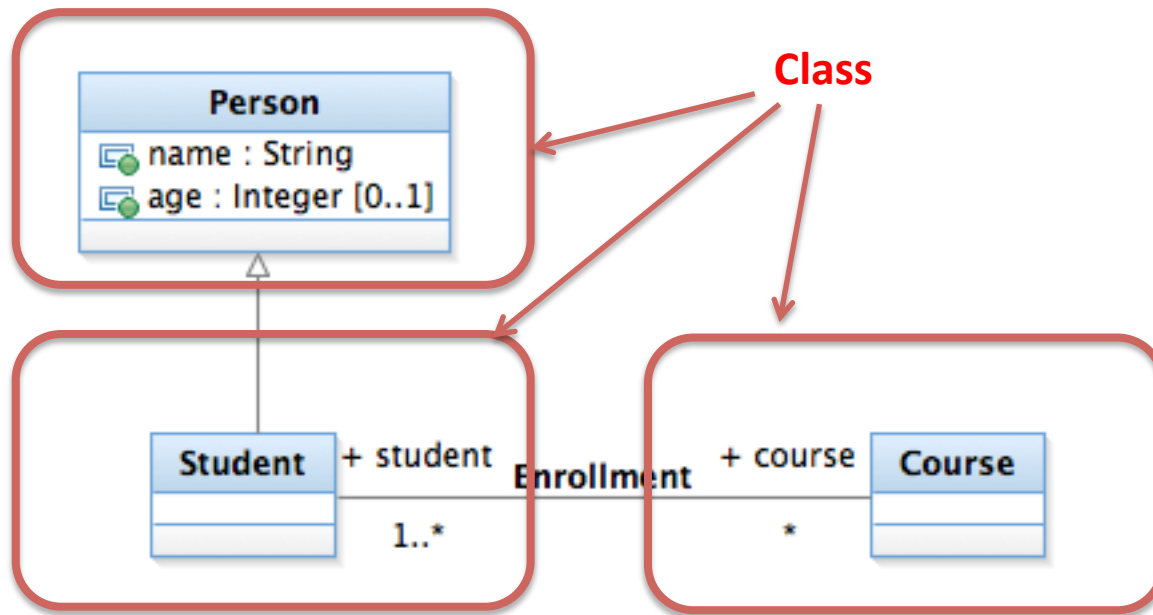 Class
Person
name : String
age : Integer [0..1]
Student
+ student
Enrollment
+ course
Course
1..*
*